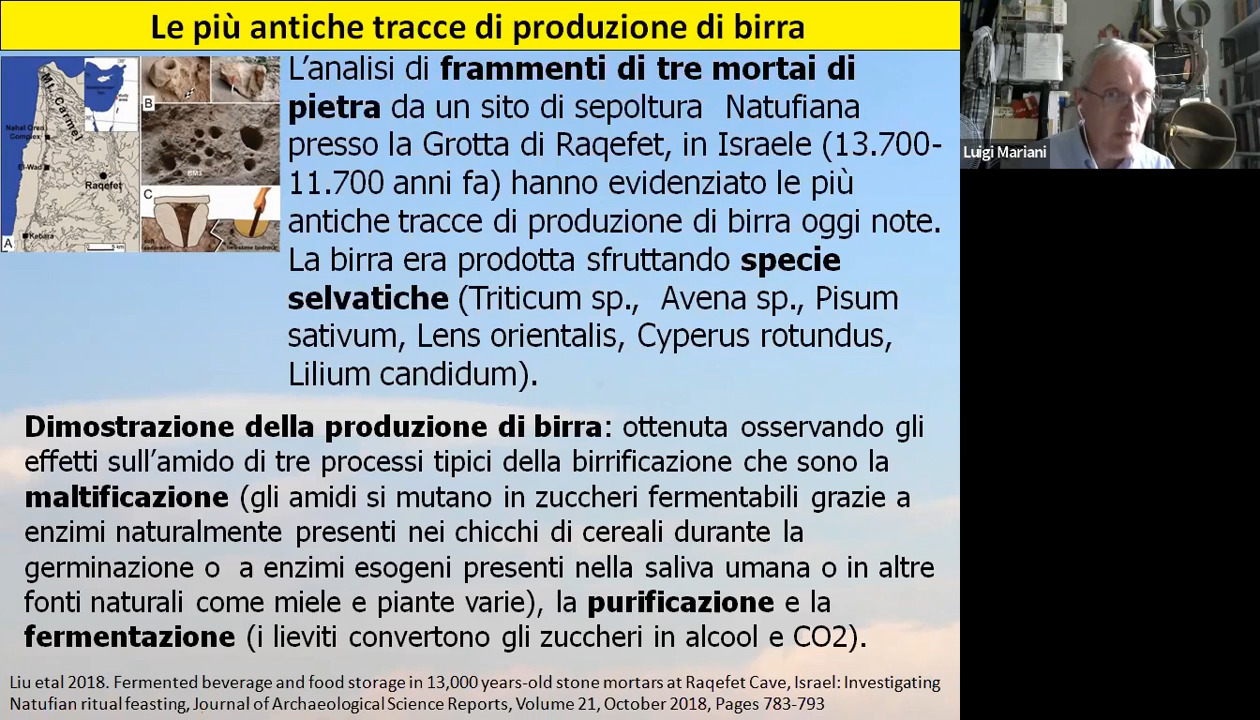 Le più antiche tracce di produzione di birra
Mt. Carmel
Nahal Oren
Complex
El-Wad
Raqefet
Kebara
A
B
C
L’analisi di frammenti di tre mortai di
pietra da un sito di sepoltura Natufiana
presso la Grotta di Raqefet, in Israele (13.700-
11.700 anni fa) hanno evidenziato le più
antiche tracce di produzione di birra oggi note.
La birra era prodotta sfruttando specie
selvatiche (Triticum sp., Avena sp., Pisum
sativum, Lens orientalis, Cyperus rotundus,
Lilium candidum).
Dimostrazione della produzione di birra: ottenuta osservando gli
effetti sull’amido di tre processi tipici della birrificazione che sono la
maltificazione (gli amidi si mutano in zuccheri fermentabili grazie a
enzimi naturalmente presenti nei chicchi di cereali durante la
germinazione o a enzimi esogeni presenti nella saliva umana o in altre
fonti naturali come miele e piante varie), la purificazione e la
fermentazione (i lieviti convertono gli zuccheri in alcool e CO2).
Liu etal 2018. Fermented beverage and food storage in 13,000 years-old stone mortars at Raqefet Cave, Israel: Investigating
Natufian ritual feasting, Journal of Archaeological Science Reports, Volume 21, October 2018, Pages 783-793
Luigi Mariani